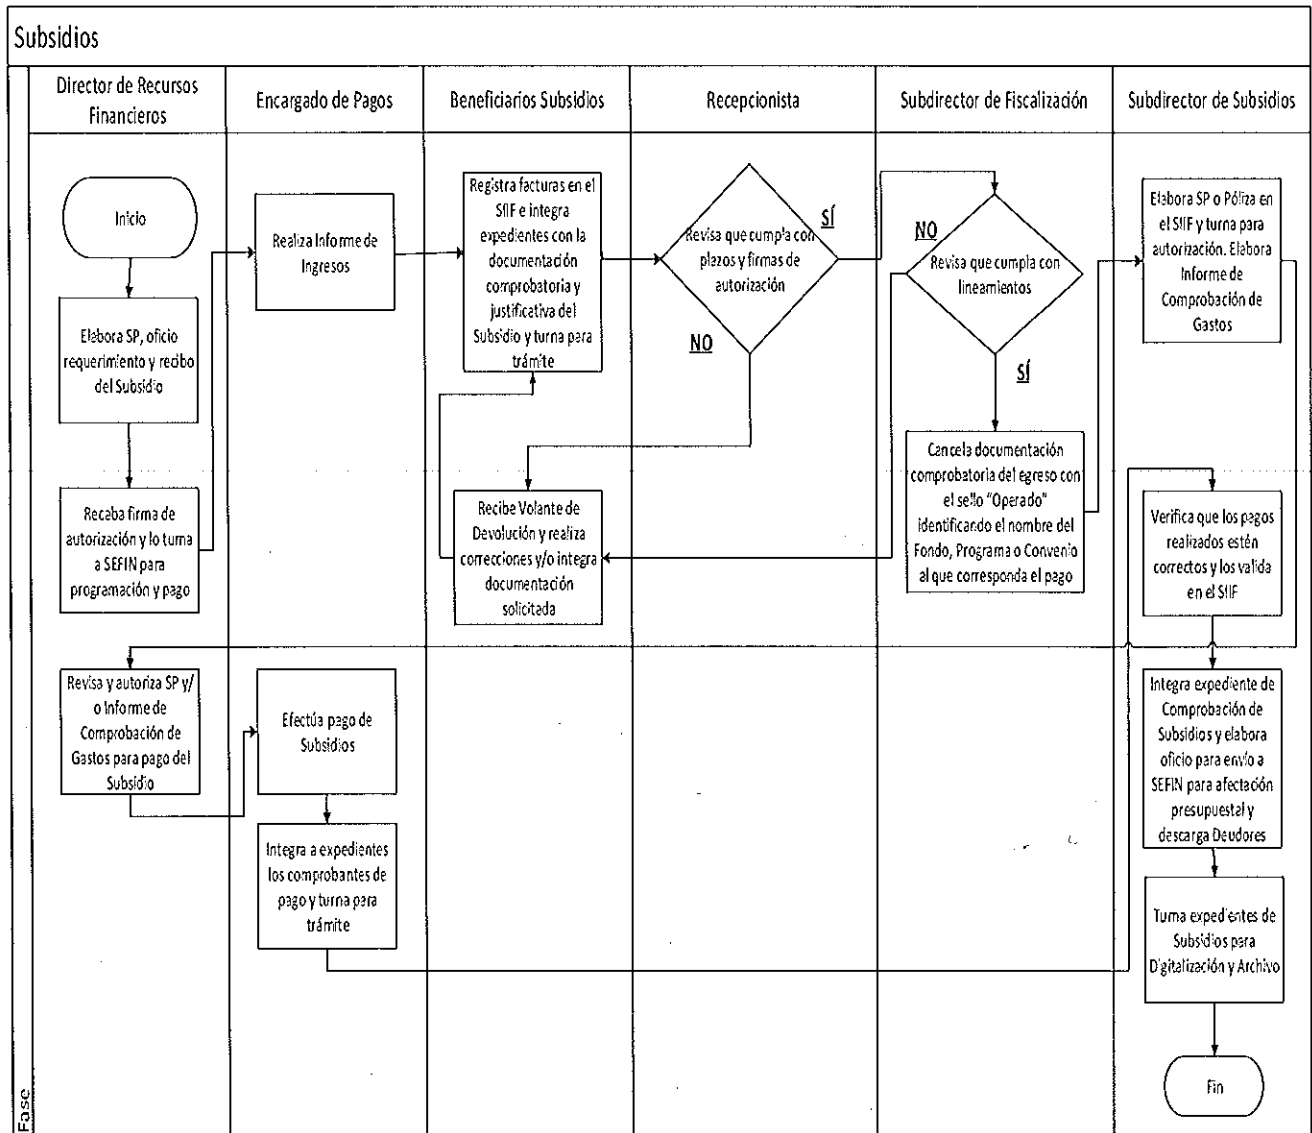 Subsidios
Director de Recursos
Financieros
Encargado de Pagos
Beneficiarios Subsidios
Recepcionista
Subdirector de Fiscalización
Subdirector de Subsidios
Inicio
Elabora SP, oficio
requerimiento y recibo
del Subsidio
Recaba firma de
autorización y lo turna
a SEFIN para
programación y pago
Realiza Informe de
Ingresos
Registra facturas en el
SIIF e integra
expedientes con la
documentación
comprobatoria y
justificativa del
Subsidio y turna para
trámite
Revisa que cumpla con
plazos y firmas de
autorización
SÍ
NO
Revisa que cumpla con
lineamientos
NO
SÍ
Recibe Volante de
Devolución y realiza
correcciones y/o integra
documentación
solicitada
Cancela documentación
comprobatoria del egreso con
el sello "Operado"
identificando el nombre del
Fondo, Programa o Convenio
al que corresponda el pago
Elabora SP o Póliza en
el SIIF y turna para
autorización. Elabora
Informe de
Comprobación de
Gastos
Revisa y autoriza SP y/
o Informe de
Comprobación de
Gastos para pago del
Subsidio
Efectúa pago de
Subsidios
Integra a expedientes
los comprobantes de
pago y turna para
trámite
Verifica que los pagos
realizados estén
correctos y los valida
en el SIIF
Integra expediente de
Comprobación de
Subsidios y elabora
oficio para envío a
SEFIN para afectación
presupuestal y
descarga Deudores
Turna expedientes de
Subsidios para
Digitalización y Archivo
Fin
Fase